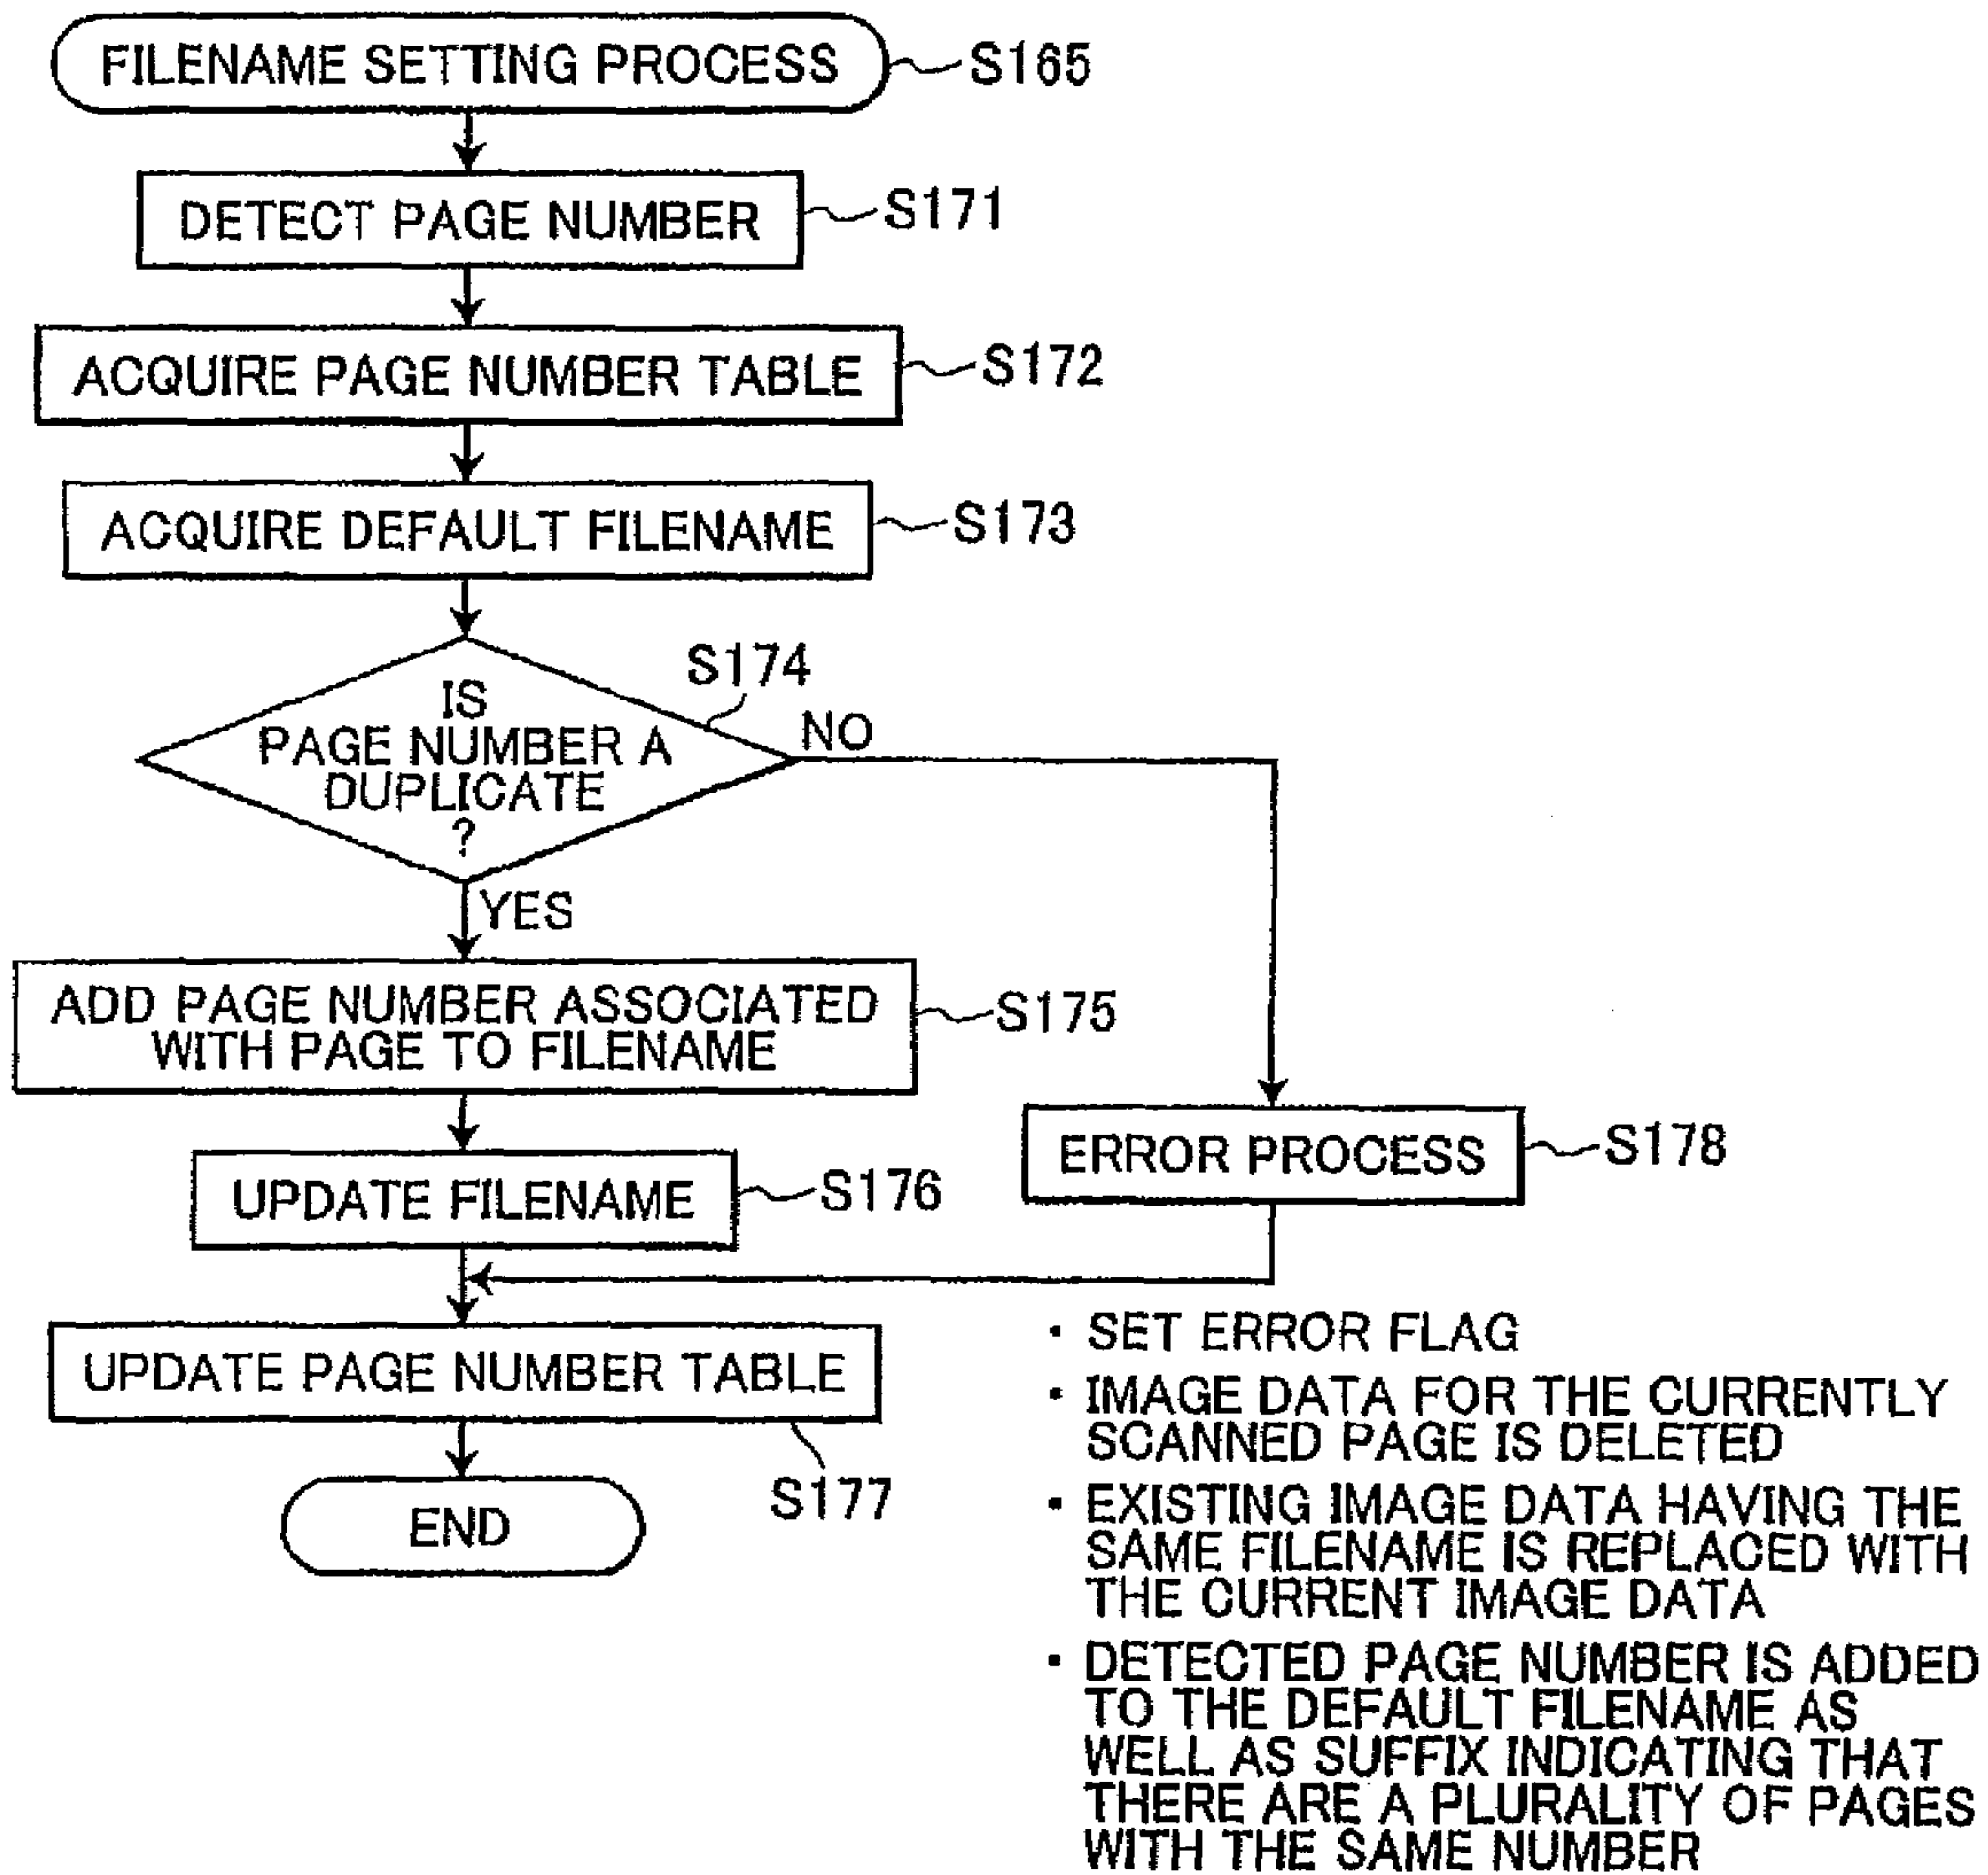 FILENAME SETTING PROCESS
S165
DETECT PAGE NUMBER
S171
ACQUIRE PAGE NUMBER TABLE
S172
ACQUIRE DEFAULT FILENAME
S173
S174
IS
PAGE NUMBER A
DUPLICATE
?
NO
YES
ADD PAGE NUMBER ASSOCIATED
WITH PAGE TO FILENAME
S175
ERROR PROCESS
S178
UPDATE FILENAME
S176
UPDATE PAGE NUMBER TABLE
S177
END
・ SET ERROR FLAG
・ IMAGE DATA FOR THE CURRENTLY
SCANNED PAGE IS DELETED
・ EXISTING IMAGE DATA HAVING THE
SAME FILENAME IS REPLACED WITH
THE CURRENT IMAGE DATA
・ DETECTED PAGE NUMBER IS ADDED
TO THE DEFAULT FILENAME AS
WELL AS SUFFIX INDICATING THAT
THERE ARE A PLURALITY OF PAGES
WITH THE SAME NUMBER